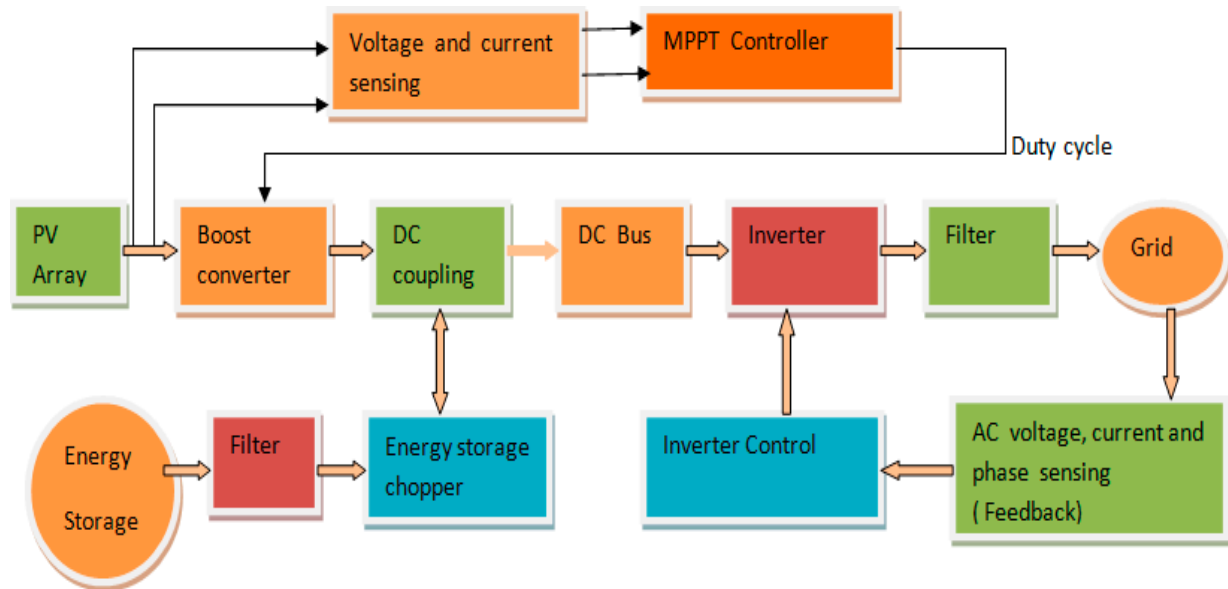 Voltage and current
sensing
MPPT Controller
Duty cycle
PV
Array
Boost
converter
DC
coupling
DC Bus
Inverter
Filter
Grid
Energy
Storage
Filter
Energy storage
chopper
Inverter Control
AC voltage, current and
phase sensing
( Feedback)